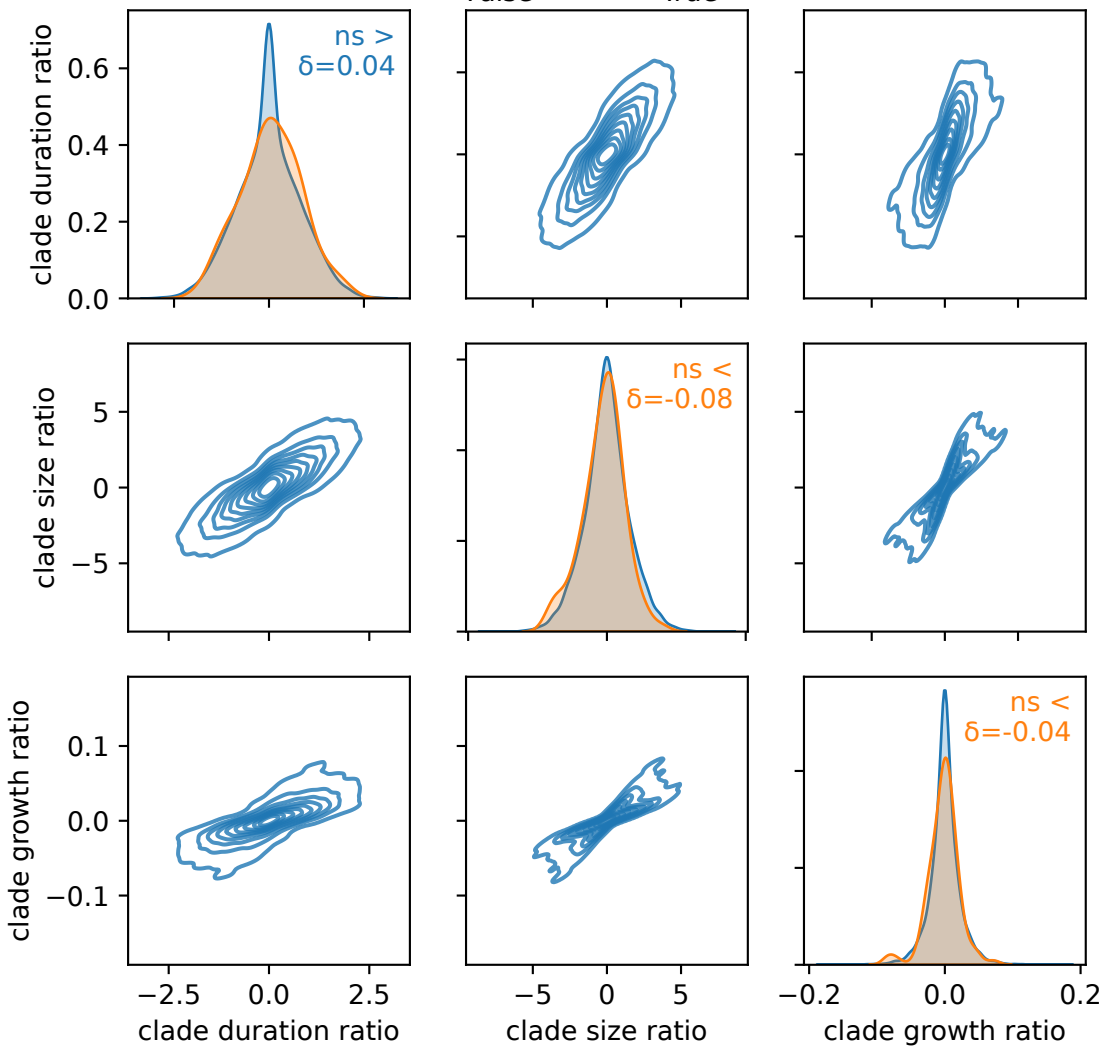 clade duration ratio
0.6
0.4
0.2
0.0
ns >
δ=0.04
clade size ratio
5
0
−5
ns <
δ=-0.08
clade growth ratio
0.1
0.0
−0.1
ns <
δ=-0.04
−2.5 0.0 2.5
clade duration ratio
−5 0 5
clade size ratio
−0.2 0.0 0.2
clade growth ratio